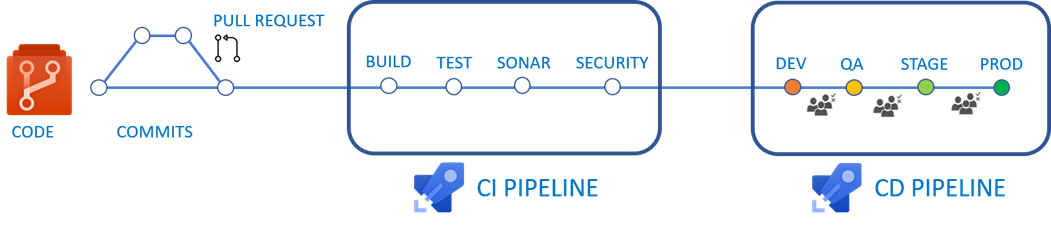 PULL REQUEST
BUILD
TEST
SONAR
SECURITY
DEV
QA
STAGE
PROD
CODE
COMMITS
CI PIPELINE
CD PIPELINE